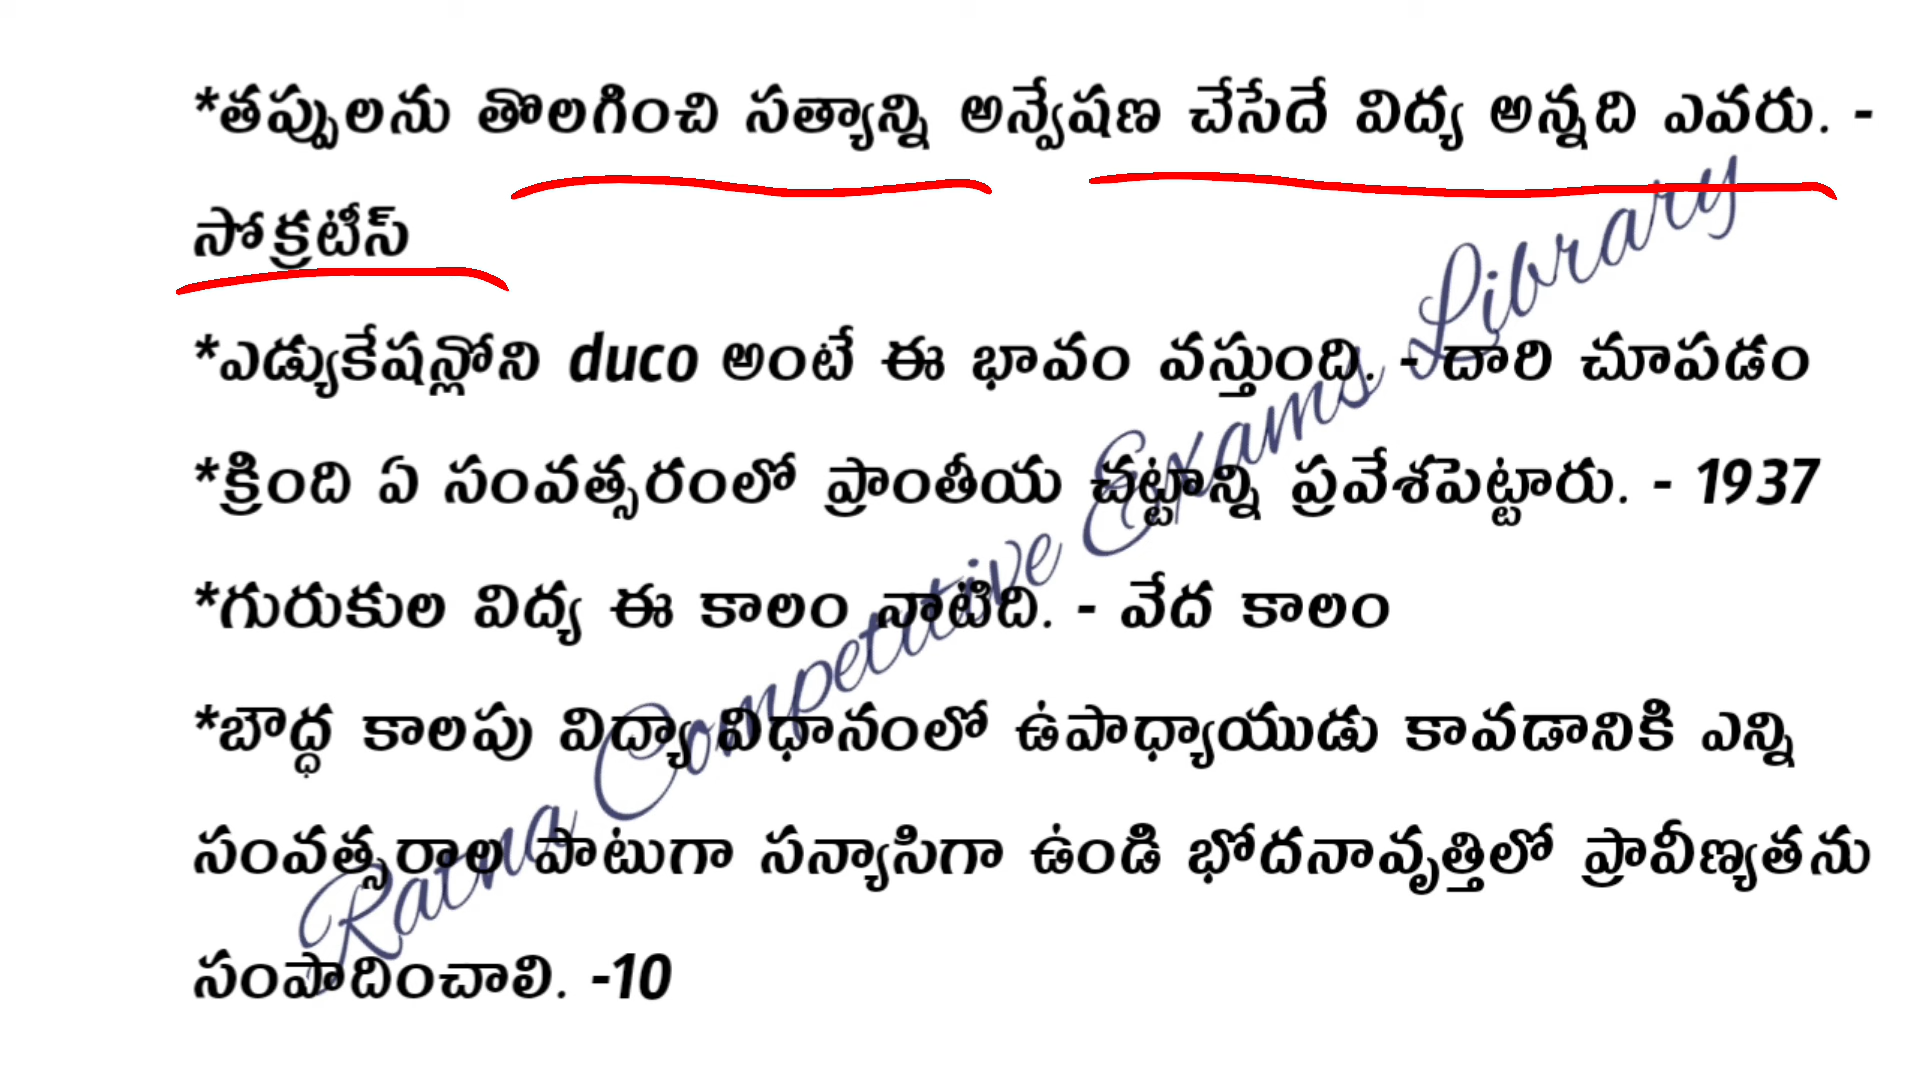 *తప్పులను తొలగించి సత్యాన్ని అన్వేషణ చేసేదే విద్య అన్నది ఎవరు. -
సోక్రటీస్
*ఎడ్యుకేషన్లోని duco అంటే ఈ భావం వస్తుంది. - దారి చూపడం
*క్రింది ఏ సంవత్సరంలో ప్రాంతీయ చట్టాన్ని ప్రవేశపెట్టారు. - 1937
*గురుకుల విద్య ఈ కాలం నాటిది. - వేద కాలం
*బౌద్ధ కాలపు విద్యా విధానంలో ఉపాధ్యాయుడు కావడానికి ఎన్ని
సంవత్సరాల పాటుగా సన్యాసిగా ఉండి భోదనావృత్తిలో ప్రావీణ్యతను
సంపాదించాలి. -10
Ratna Competitive Exams Library